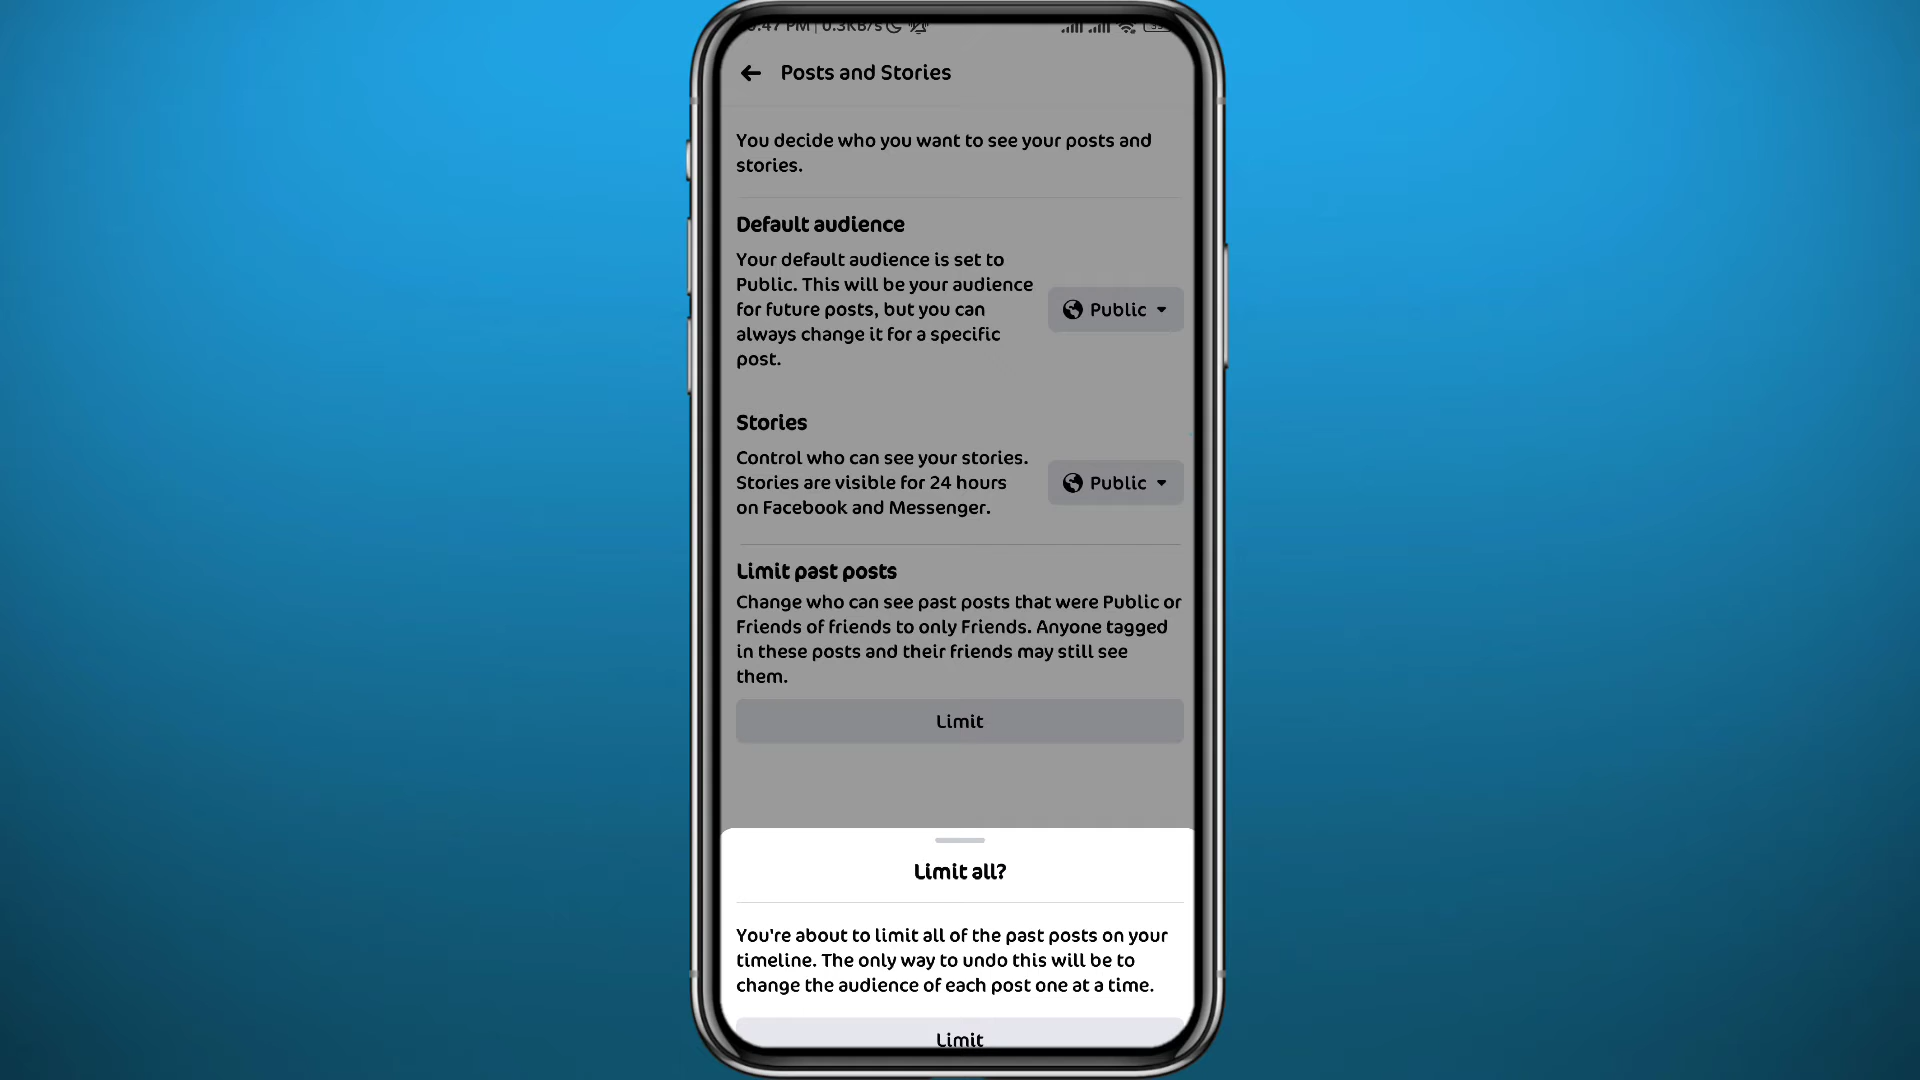 :47 PM | 0.3KB/s
Posts and Stories
You decide who you want to see your posts and
stories.
Default audience
Your default audience is set to
Public. This will be your audience
for future posts, but you can
always change it for a specific
post.
Public
Stories
Control who can see your stories.
Stories are visible for 24 hours
on Facebook and Messenger.
Public
Limit past posts
Change who can see past posts that were Public or
Friends of friends to only Friends. Anyone tagged
in these posts and their friends may still see
them.
Limit
Limit all?
You're about to limit all of the past posts on your
timeline. The only way to undo this will be to
change the audience of each post one at a time.
Limit